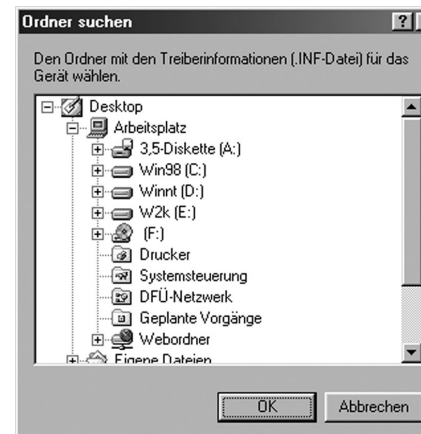 Ordner suchen
Den Ordner mit den Treiberinformationen (.INF-Datei) für das
Gerät wählen.
Desktop
Arbeitsplatz
3,5-Diskette (A:)
Win98 (C:)
Winnt (D:)
W2k (E:)
(F:)
Drucker
Systemsteuerung
DFÜ-Netzwerk
Geplante Vorgänge
Webordner
Eigene Dateien
OK
Abbrechen